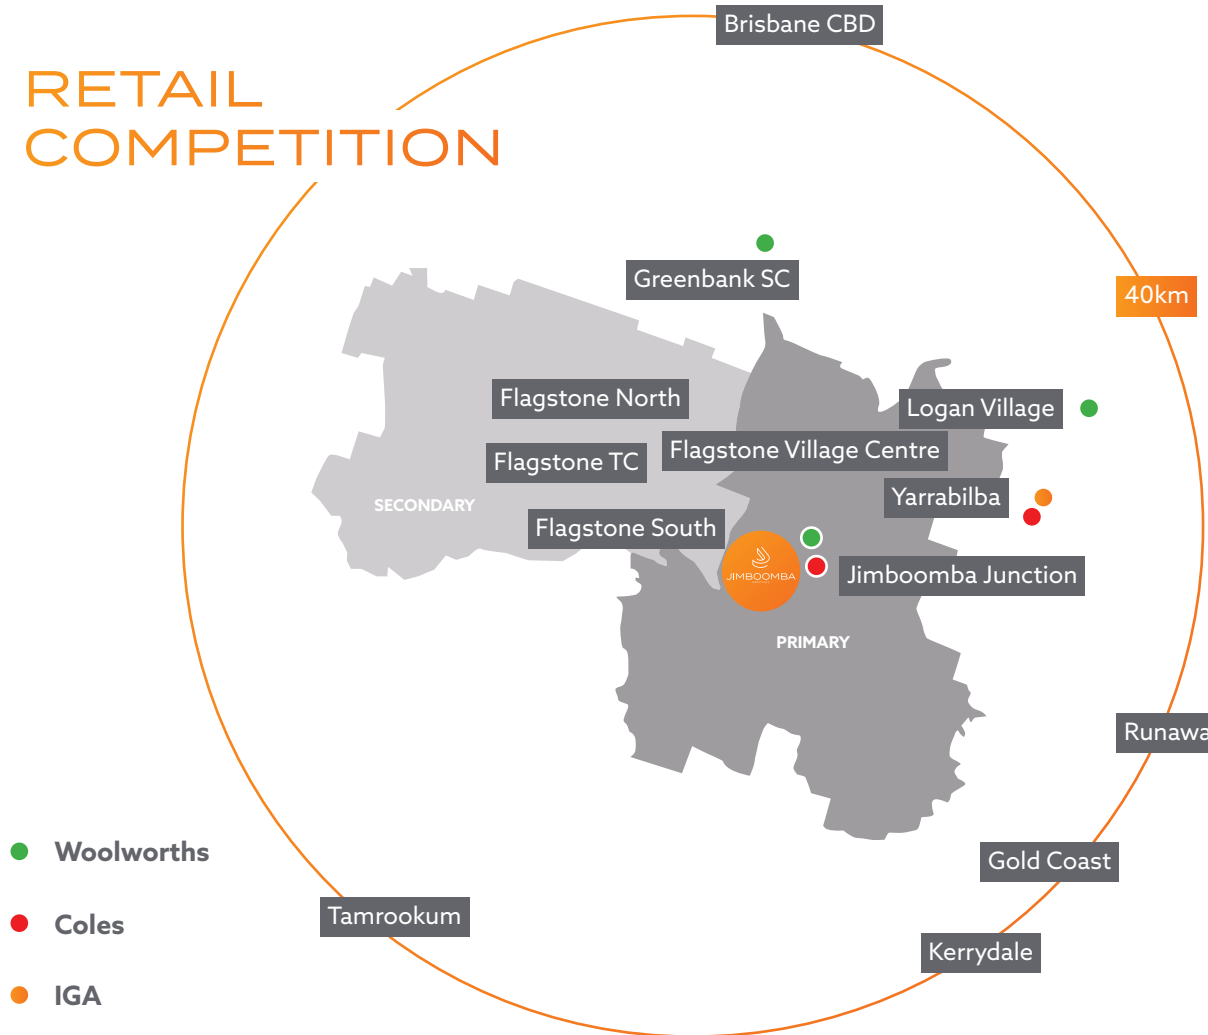 RETAIL
COMPETITION
Brisbane CBD
40km
Greenbank SC
Flagstone North
Logan Village
Flagstone Village Centre
Flagstone TC
Yarrabilba
SECONDARY
Flagstone South
JIMBOOMBA
Jimboomba Junction
PRIMARY
Runawa
Gold Coast
Tamrookum
Kerrydale
Woolworths
Coles
IGA